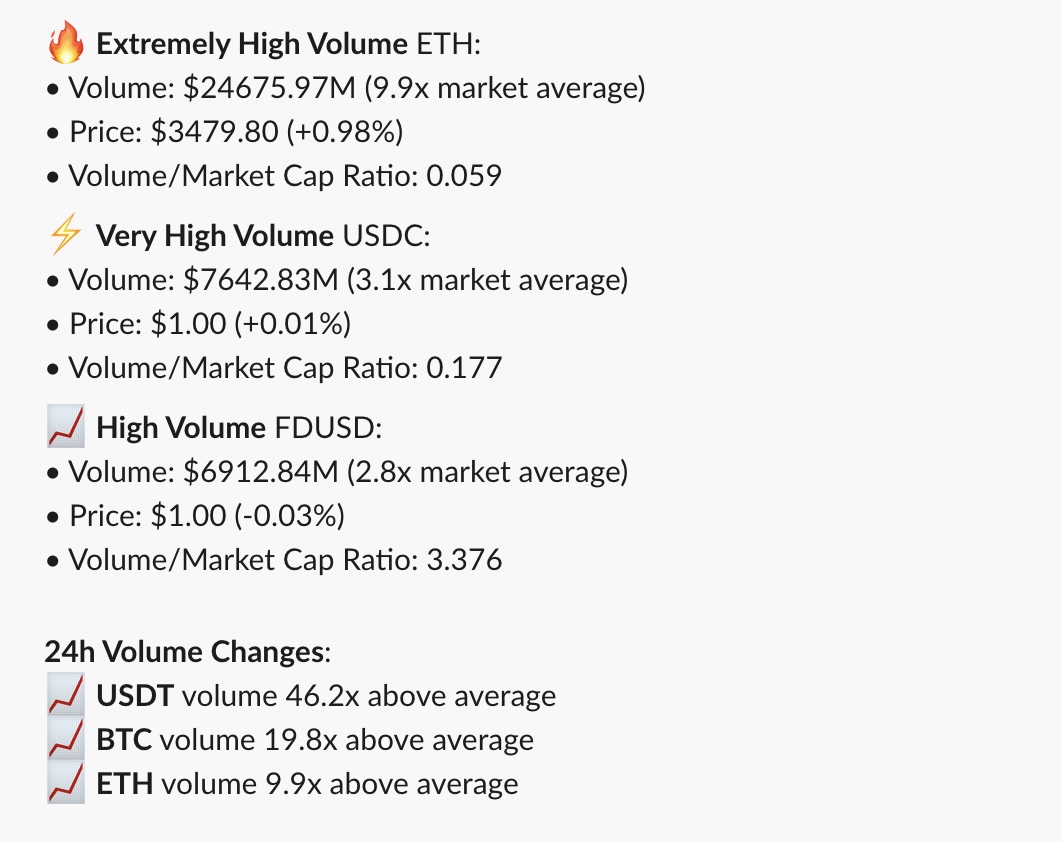 🔥 Extremely High Volume ETH:
• Volume: $24675.97M (9.9x market average)
• Price: $3479.80 (+0.98%)
• Volume/Market Cap Ratio: 0.059
⚡ Very High Volume USDC:
• Volume: $7642.83M (3.1x market average)
• Price: $1.00 (+0.01%)
• Volume/Market Cap Ratio: 0.177
📈 High Volume FDUSD:
• Volume: $6912.84M (2.8x market average)
• Price: $1.00 (-0.03%)
• Volume/Market Cap Ratio: 3.376
24h Volume Changes:
📈 USDT volume 46.2x above average
📈 BTC volume 19.8x above average
📈 ETH volume 9.9x above average